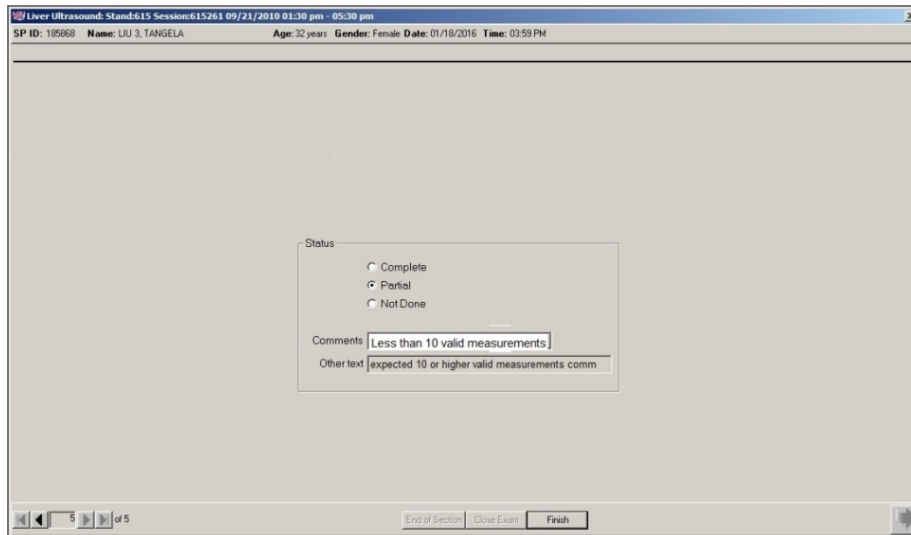 Liver Ultrasound: Stand:615 Session:615261 09/21/2010 01:30 pm - 05:30 pm
SP ID: 185868 Name: LIU 3, TANGELA Age: 32 years Gender: Female Date: 01/18/2016 Time: 03:59 PM
Status
Complete
Partial
Not Done
Comments Less than 10 valid measurements
Other text expected 10 or higher valid measurements comm
5 of 5 End of Section Close Exam Finish